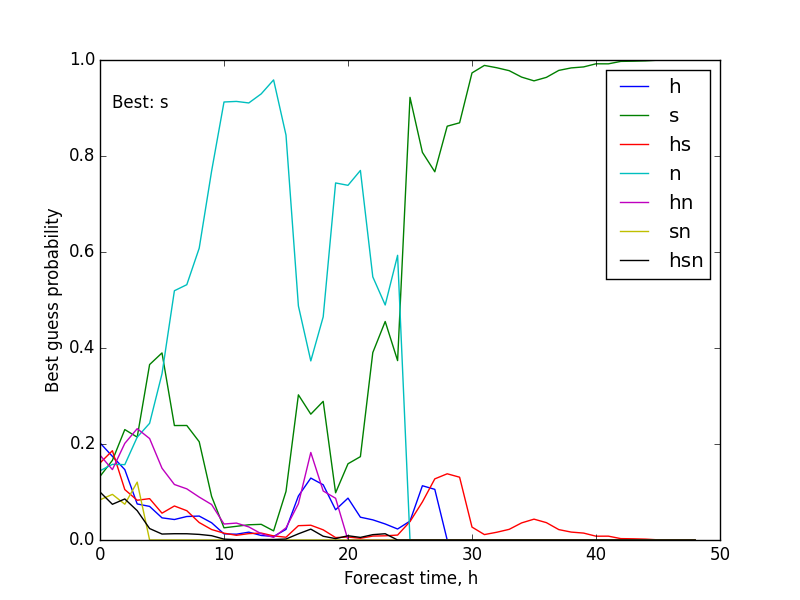 1.0
0.8
0.6
0.4
0.2
0.0
Best guess probability
Best: s
h
s
hs
n
hn
sn
hsn
0 10 20 30 40 50
Forecast time, h